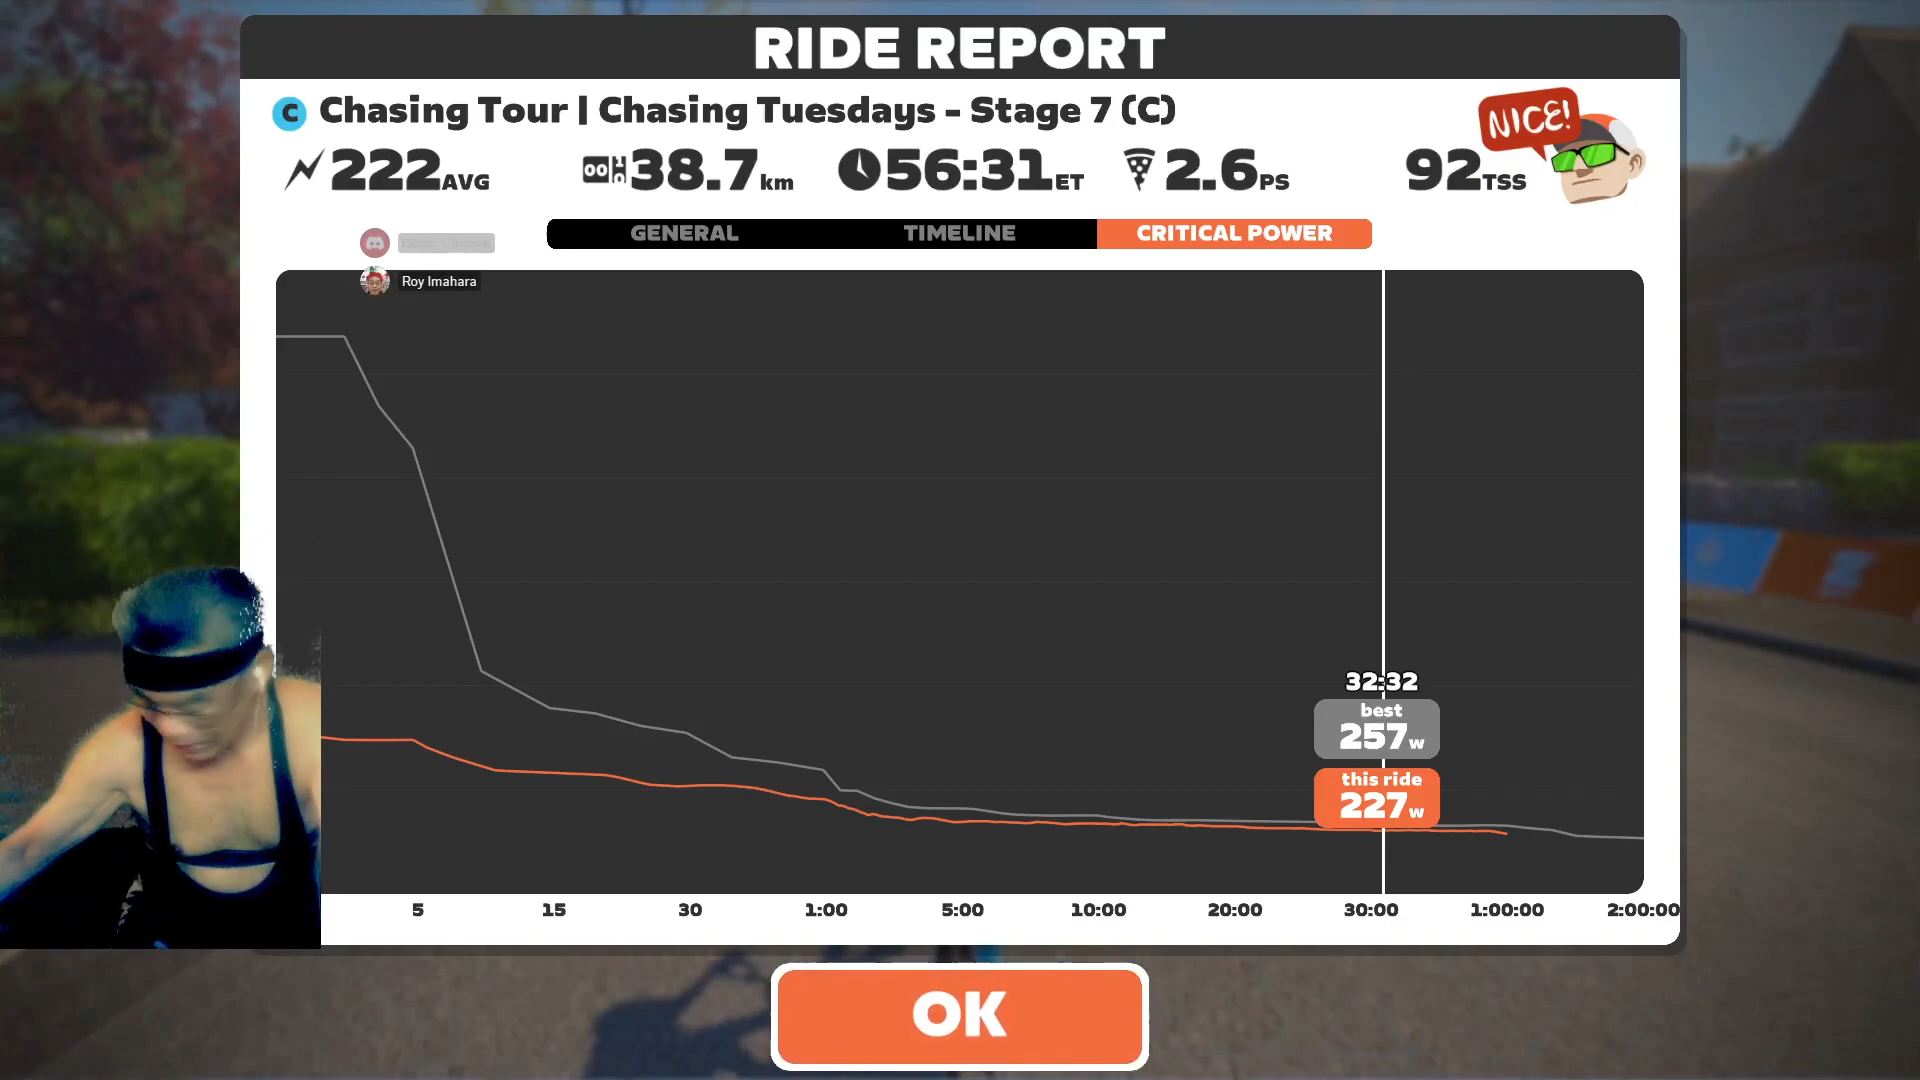 RIDE REPORT
C Chasing Tour | Chasing Tuesdays - Stage 7 (C)
NICE!
222AVG 38.7km 56:31ET 2.6PS 92TSS
GENERAL TIMELINE CRITICAL POWER
Roy Imahara
32:32
best
257w
this ride
227w
5 15 30 1:00 5:00 10:00 20:00 30:00 1:00:00 2:00:00
OK